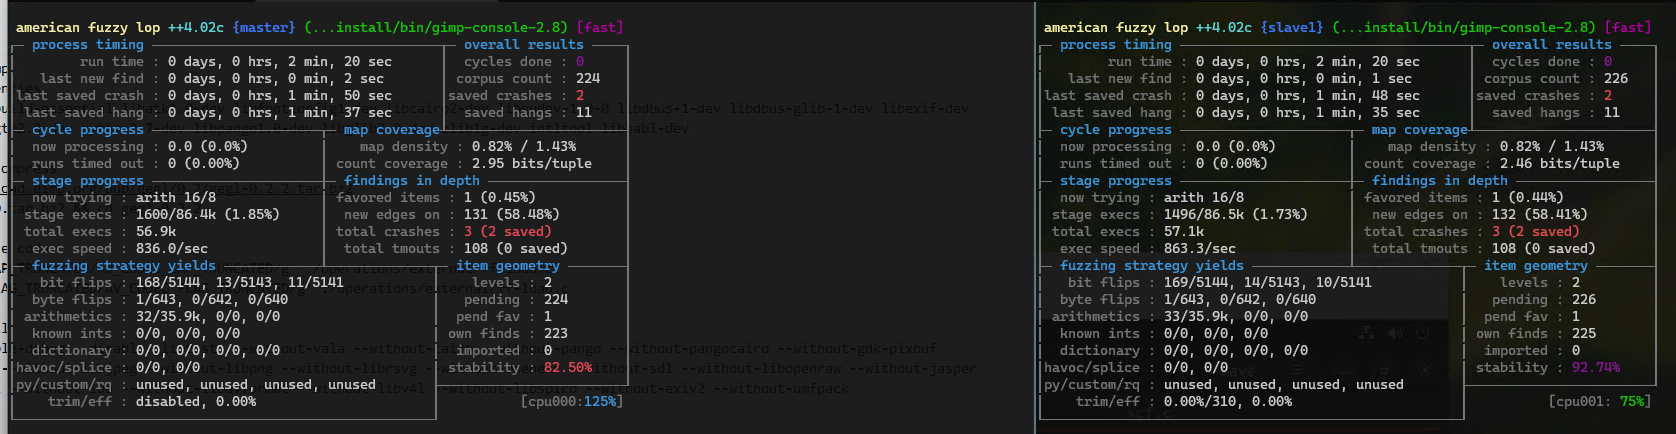 american fuzzy lop ++4.02c {master} (...install/bin/gimp-console-2.8) [fast]
process timing overall results
run time : 0 days, 0 hrs, 2 min, 20 sec cycles done : 0
last new find : 0 days, 0 hrs, 0 min, 2 sec corpus count : 224
last saved crash : 0 days, 0 hrs, 1 min, 50 sec saved crashes : 2
last saved hang : 0 days, 0 hrs, 1 min, 37 sec saved hangs : 11
cycle progress map coverage
now processing : 0.0 (0.0%) map density : 0.82% / 1.43%
runs timed out : 0 (0.00%) count coverage : 2.95 bits/tuple
stage progress findings in depth
now trying : arith 16/8 favored items : 1 (0.45%)
stage execs : 1600/86.4k (1.85%) new edges on : 131 (58.48%)
total execs : 56.9k total crashes : 3 (2 saved)
exec speed : 836.0/sec total tmouts : 108 (0 saved)
fuzzing strategy yields item geometry
bit flips : 168/5144, 13/5143, 11/5141 levels : 2
byte flips : 1/643, 0/642, 0/640 pending : 224
arithmetics : 32/35.9k, 0/0, 0/0 pend fav : 1
known ints : 0/0, 0/0, 0/0 own finds : 223
dictionary : 0/0, 0/0, 0/0, 0/0 imported : 0
havoc/splice : 0/0, 0/0 stability : 82.50%
py/custom/rq : unused, unused, unused, unused
trim/eff : disabled, 0.00% [cpu000:125%]
american fuzzy lop ++4.02c {slave1} (...install/bin/gimp-console-2.8) [fast]
process timing overall results
run time : 0 days, 0 hrs, 2 min, 20 sec cycles done : 0
last new find : 0 days, 0 hrs, 0 min, 1 sec corpus count : 226
last saved crash : 0 days, 0 hrs, 1 min, 48 sec saved crashes : 2
last saved hang : 0 days, 0 hrs, 1 min, 35 sec saved hangs : 11
cycle progress map coverage
now processing : 0.0 (0.0%) map density : 0.82% / 1.43%
runs timed out : 0 (0.00%) count coverage : 2.46 bits/tuple
stage progress findings in depth
now trying : arith 16/8 favored items : 1 (0.44%)
stage execs : 1496/86.5k (1.73%) new edges on : 132 (58.41%)
total execs : 57.1k total crashes : 3 (2 saved)
exec speed : 863.3/sec total tmouts : 108 (0 saved)
fuzzing strategy yields item geometry
bit flips : 169/5144, 14/5143, 10/5141 levels : 2
byte flips : 1/643, 0/642, 0/640 pending : 226
arithmetics : 33/35.9k, 0/0, 0/0 pend fav : 1
known ints : 0/0, 0/0, 0/0 own finds : 225
dictionary : 0/0, 0/0, 0/0, 0/0 imported : 0
havoc/splice : 0/0, 0/0 stability : 92.74%
py/custom/rq : unused, unused, unused, unused
trim/eff : 0.00%/310, 0.00% [cpu001: 75%]